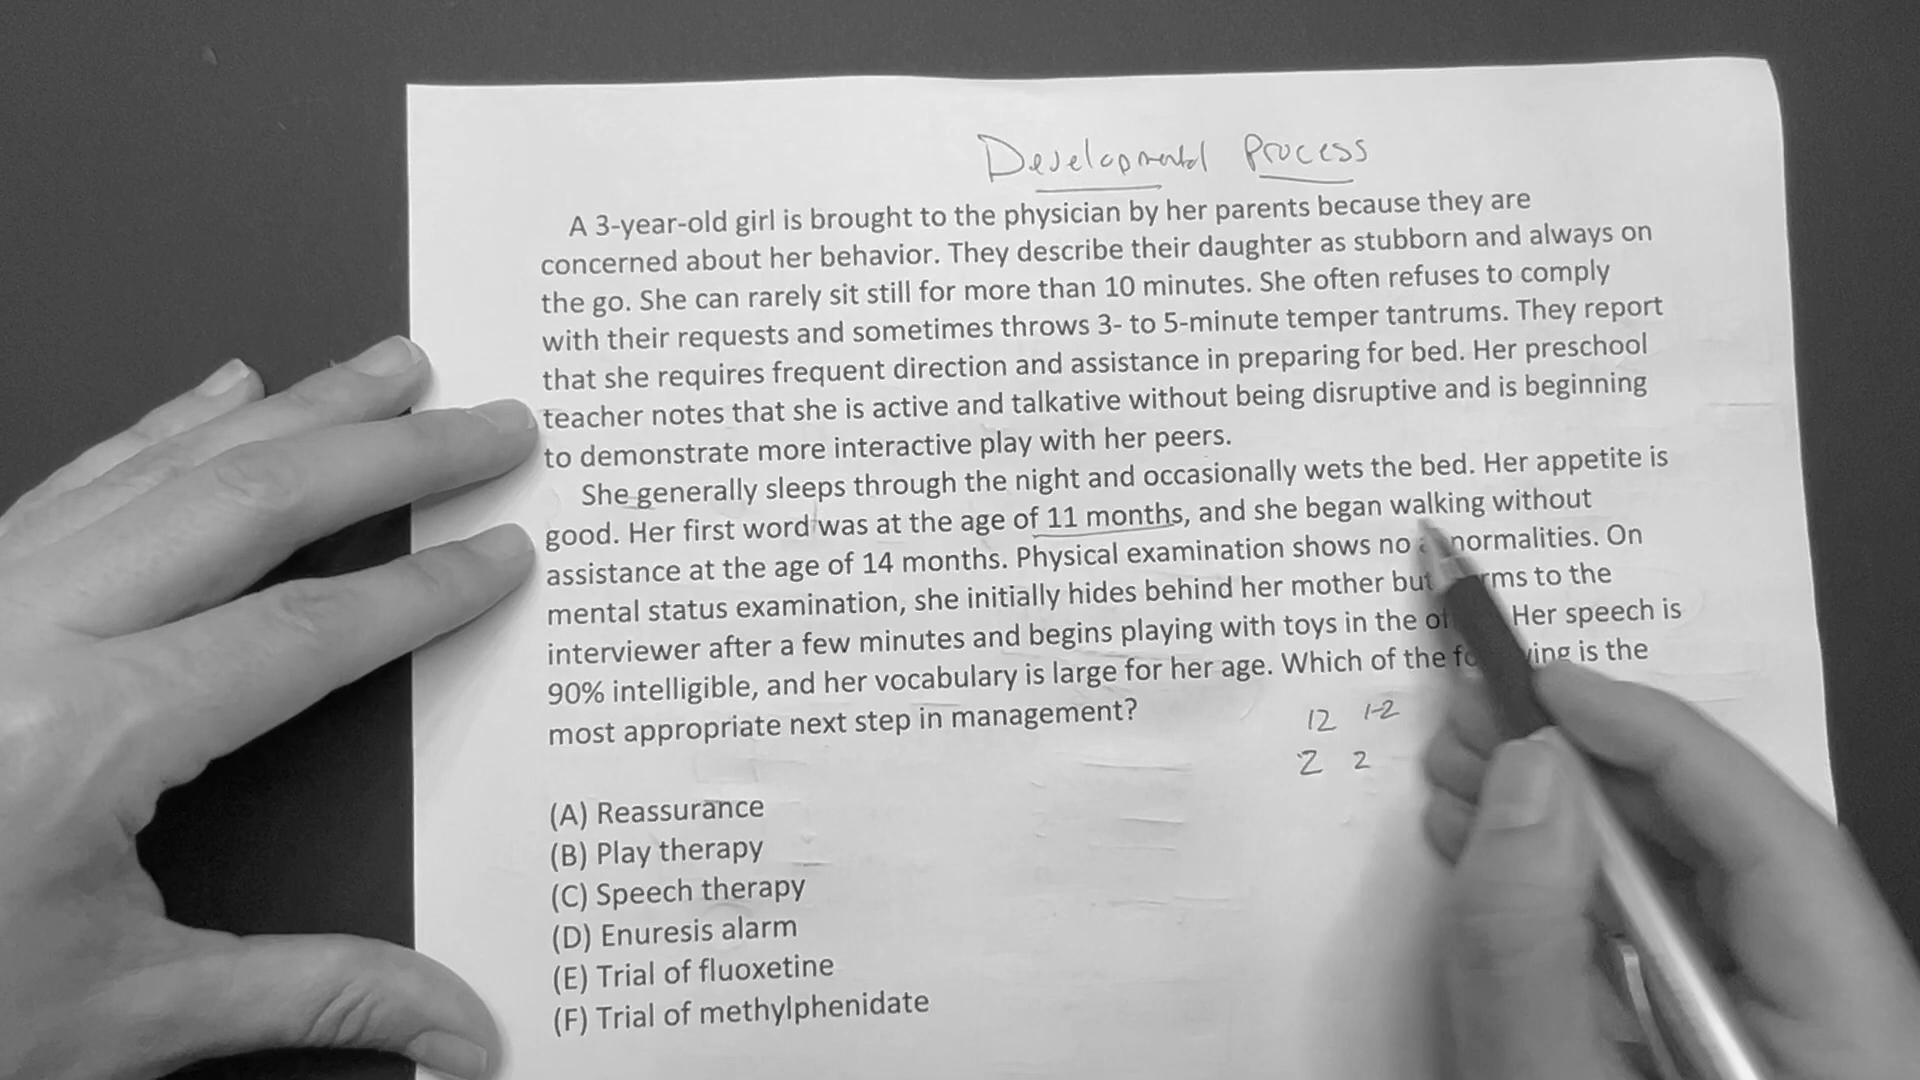 Developmental Process
A 3-year-old girl is brought to the physician by her parents because they are
concerned about her behavior. They describe their daughter as stubborn and always on
the go. She can rarely sit still for more than 10 minutes. She often refuses to comply
with their requests and sometimes throws 3- to 5-minute temper tantrums. They report
that she requires frequent direction and assistance in preparing for bed. Her preschool
teacher notes that she is active and talkative without being disruptive and is beginning
to demonstrate more interactive play with her peers.
She generally sleeps through the night and occasionally wets the bed. Her appetite is
good. Her first word was at the age of 11 months, and she began walking without
assistance at the age of 14 months. Physical examination shows no normalities. On
mental status examination, she initially hides behind her mother but rms to the
interviewer after a few minutes and begins playing with toys in the Her speech is
90% intelligible, and her vocabulary is large for her age. Which of the is the
most appropriate next step in management?
12 1-2
2 2
(A) Reassurance
(B) Play therapy
(C) Speech therapy
(D) Enuresis alarm
(E) Trial of fluoxetine
(F) Trial of methylphenidate